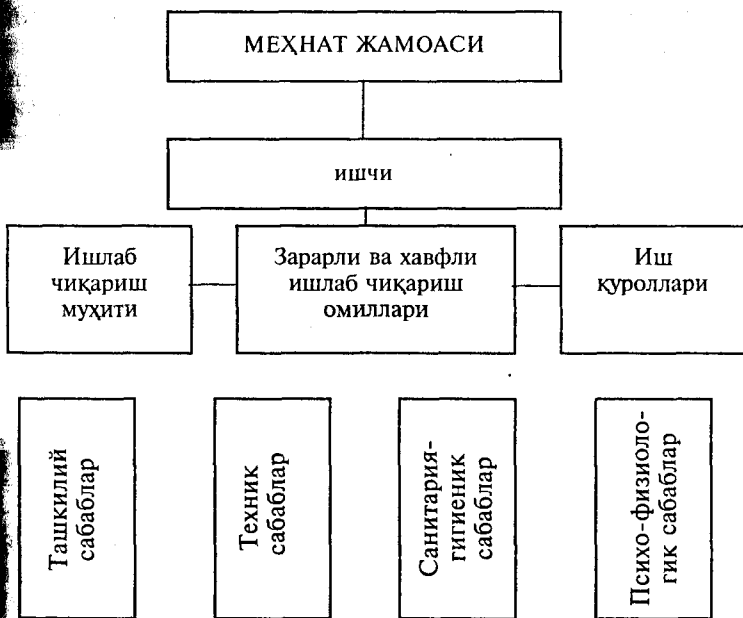 МЕҲНАТ ЖАМОАСИ
ишчи
Ишлаб
чиқариш
муҳити
Зарарли ва хавфли
ишлаб чиқариш
омиллари
Иш
қуроллари
Ташкилий
сабаблар
Техник
сабаблар
Санитария-
гигиеник
сабаблар
Психо-физиоло-
гик сабаблар